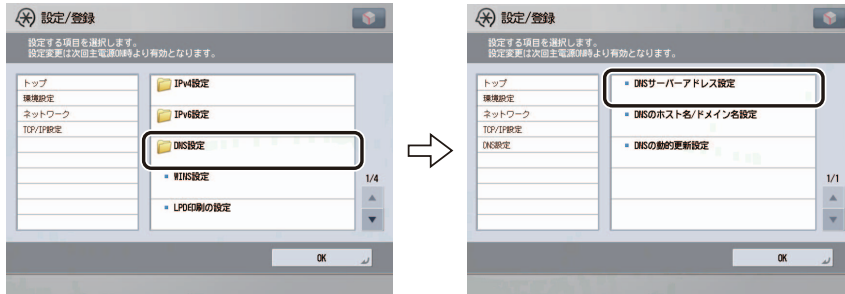 設定/登録
設定する項目を選択します。
設定変更は次回主電源ON時より有効となります。
トップ
環境設定
ネットワーク
TCP/IP設定
IPv4設定
IPv6設定
DNS設定
WINS設定
LPD印刷の設定
1/4
OK
設定/登録
設定する項目を選択します。
設定変更は次回主電源ON時より有効となります。
トップ
環境設定
ネットワーク
TCP/IP設定
DNS設定
DNSサーバーアドレス設定
DNSのホスト名/ドメイン名設定
DNSの動的更新設定
1/1
OK